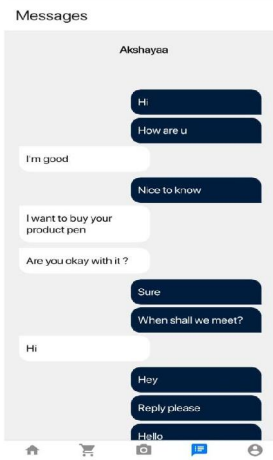 Messages
Akshayaa
Hi
How are u
I'm good
Nice to know
I want to buy your
product pen
Are you okay with it ?
Sure
When shall we meet?
Hi
Hey
Reply please
Hello